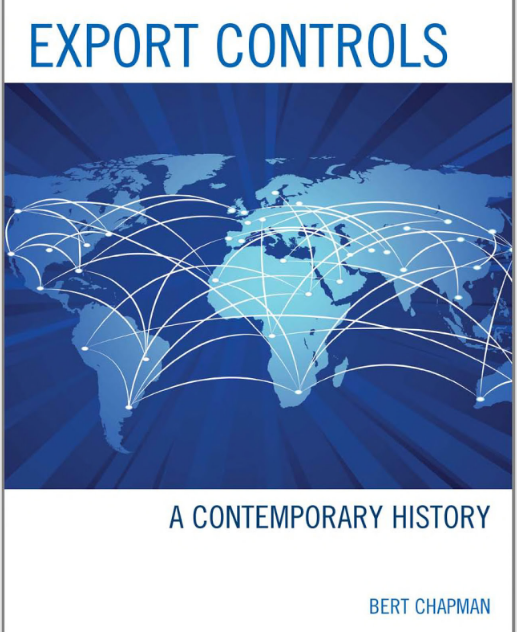 EXPORT CONTROLS
A CONTEMPORARY HISTORY
BERT CHAPMAN